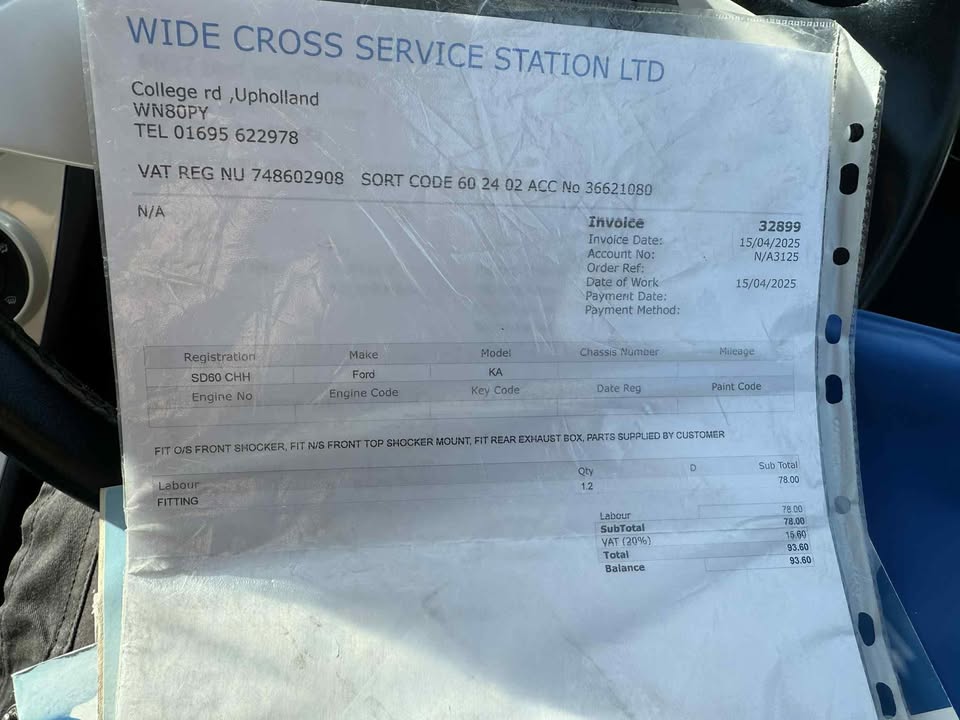 WIDE CROSS SERVICE STATION LTD
College rd ,Upholland
WN80PY
TEL 01695 622978
VAT REG NU 748602908 SORT CODE 60 24 02 ACC No 36621080
N/A
Invoice 32899
Invoice Date: 15/04/2025
Account No: N/A3125
Order Ref:
Date of Work 15/04/2025
Payment Date:
Payment Method:
Registration Make Model Chassis Number Mileage
SD60 CHH Ford KA
Engine No Engine Code Key Code Date Reg Paint Code
FIT O/S FRONT SHOCKER, FIT N/S FRONT TOP SHOCKER MOUNT, FIT REAR EXHAUST BOX, PARTS SUPPLIED BY CUSTOMER
Labour Qty D Sub Total
FITTING 1.2 78.00
Labour 78.00
SubTotal 78.00
VAT (20%) 15.60
Total 93.60
Balance 93.60